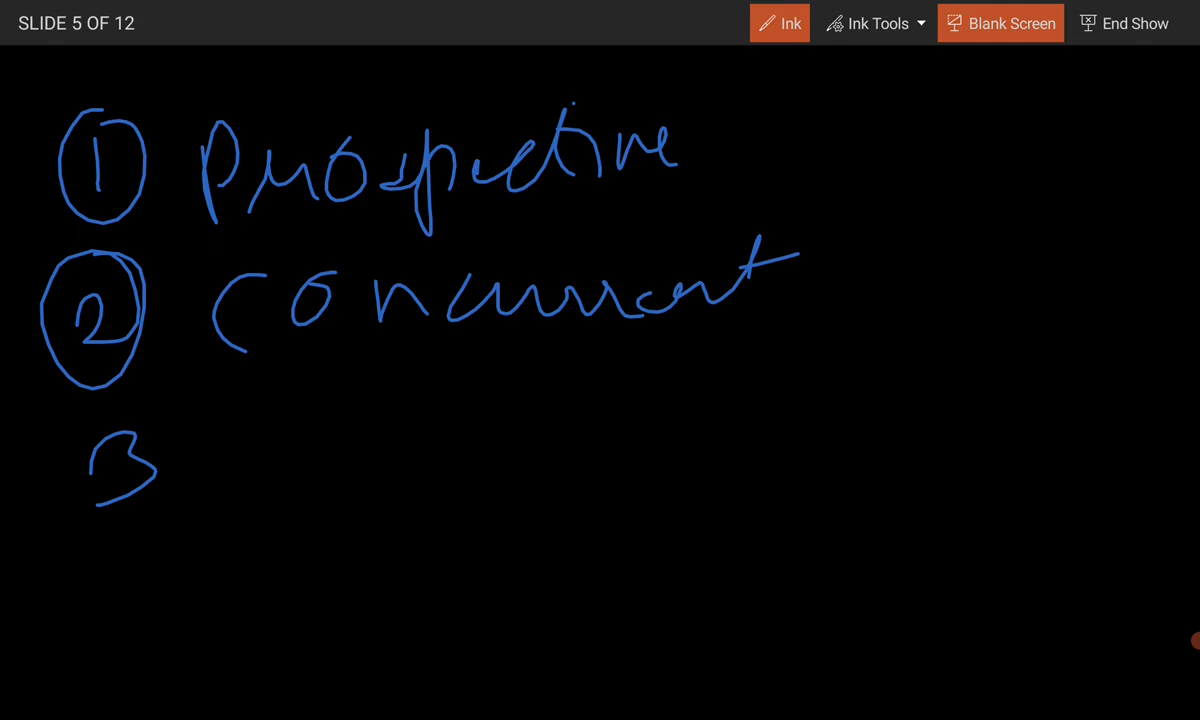 SLIDE 5 OF 12 Ink Ink Tools Blank Screen End Show
1 Prospective
2 Concurrent
3